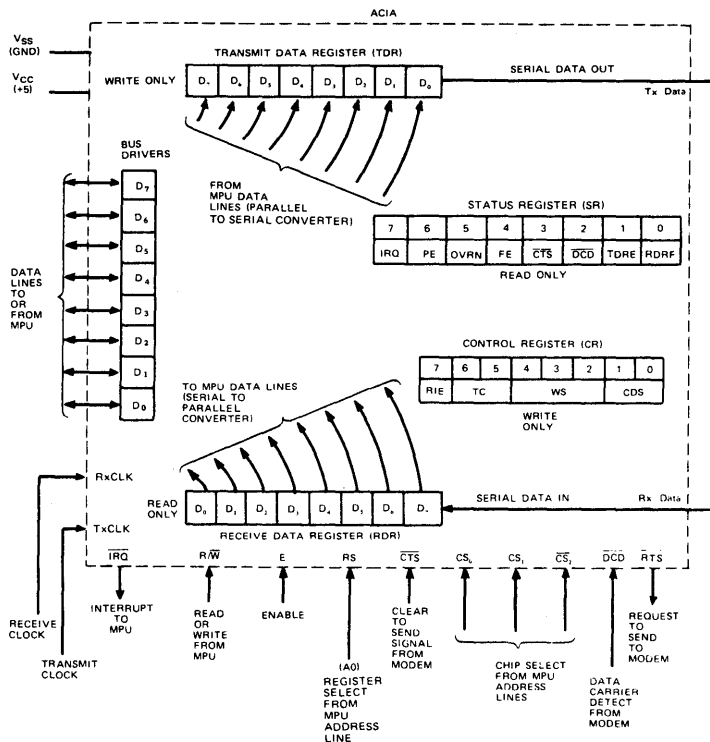 ACIA
VSS
(GND)
VCC
(+5)
TRANSMIT DATA REGISTER (TDR)
WRITE ONLY
D7 D6 D5 D4 D3 D2 D1 D0
SERIAL DATA OUT
Tx Data
BUS
DRIVERS
D7
D6
D5
D4
D3
D2
D1
D0
DATA
LINES
TO
OR
FROM
MPU
FROM
MPU DATA
LINES (PARALLEL
TO SERIAL CONVERTER)
STATUS REGISTER (SR)
7 6 5 4 3 2 1 0
IRQ PE OVRN FE CTS DCD TDRE RDRF
READ ONLY
CONTROL REGISTER (CR)
7 6 5 4 3 2 1 0
RIE TC WS CDS
WRITE
ONLY
TO MPU DATA LINES
(SERIAL TO
PARALLEL
CONVERTER)
RxCLK
TxCLK
READ
ONLY
D0 D1 D2 D3 D4 D5 D6 D7
SERIAL DATA IN
Rx Data
RECEIVE DATA REGISTER (RDR)
IRQ R/W E RS CTS CS0 CS1 CS2 DCD RTS
RECEIVE
CLOCK
TRANSMIT
CLOCK
INTERRUPT
TO
MPU
READ
OR
WRITE
FROM
MPU
ENABLE
(A0)
REGISTER
SELECT
FROM
MPU
ADDRESS
LINE
CLEAR
TO
SEND
SIGNAL
FROM
MODEM
CHIP SELECT
FROM MPU
ADDRESS
LINES
DATA
CARRIER
DETECT
FROM
MODEM
REQUEST
TO
SEND
TO
MODEM